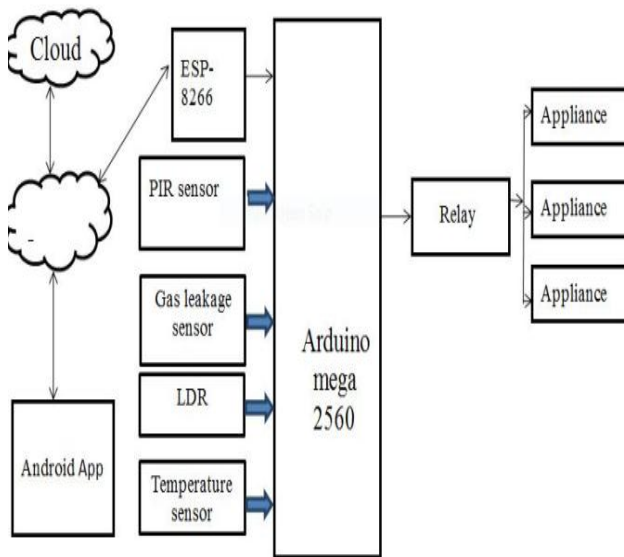 Cloud
ESP-
8266
PIR sensor
Gas leakage
sensor
LDR
Temperature
sensor
Android App
Arduino
mega
2560
Relay
Appliance
Appliance
Appliance